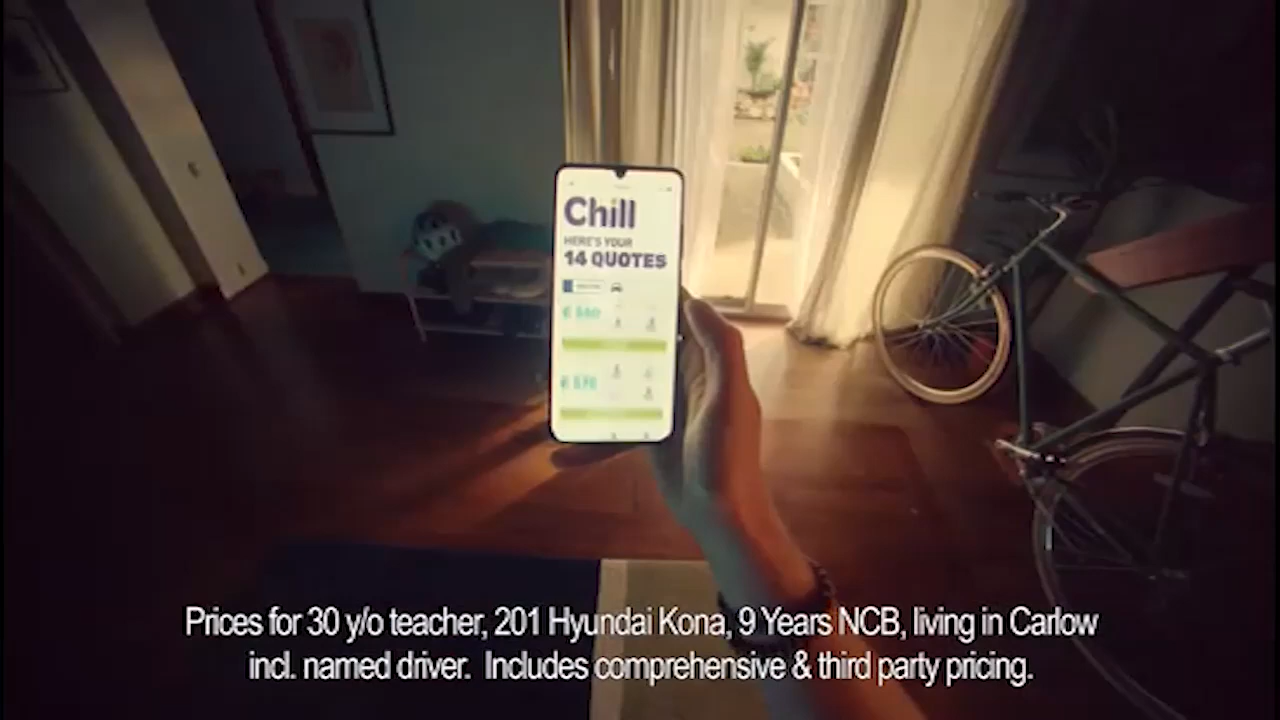 Chill
HERE'S YOUR
14 QUOTES
Prices for 30 y/o teacher, 201 Hyundai Kona, 9 Years NCB, living in Carlow
incl. named driver. Includes comprehensive & third party pricing.